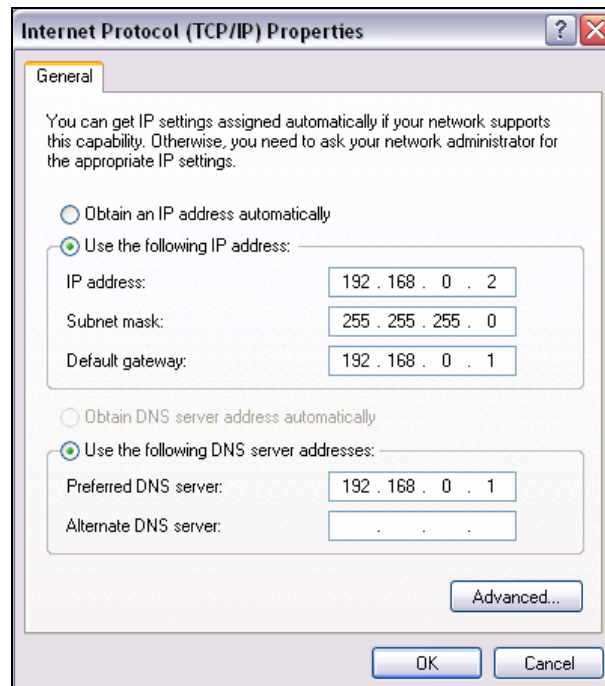 Internet Protocol (TCP/IP) Properties
General
You can get IP settings assigned automatically if your network supports
this capability. Otherwise, you need to ask your network administrator for
the appropriate IP settings.
Obtain an IP address automatically
Use the following IP address:
IP address: 192 . 168 . 0 . 2
Subnet mask: 255 . 255 . 255 . 0
Default gateway: 192 . 168 . 0 . 1
Obtain DNS server address automatically
Use the following DNS server addresses:
Preferred DNS server: 192 . 168 . 0 . 1
Alternate DNS server: . . .
Advanced...
OK Cancel